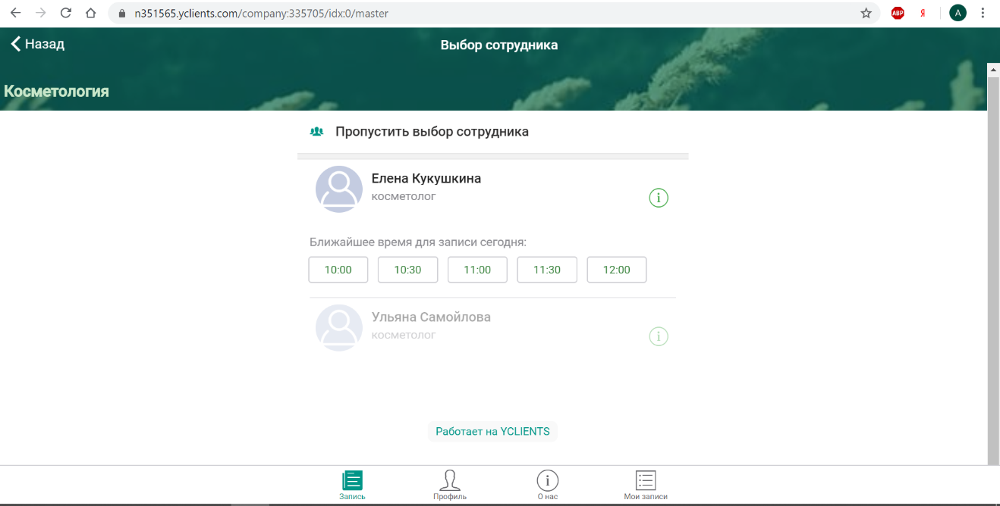 n351565.yclients.com/company:335705/idx:0/master
ABP
Я
A
Назад
Выбор сотрудника
Косметология
Пропустить выбор сотрудника
Елена Кукушкина
косметолог
i
Ближайшее время для записи сегодня:
10:00 10:30 11:00 11:30 12:00
Ульяна Самойлова
косметолог
i
Работает на YCLIENTS
i
Запись Профиль О нас Мои записи